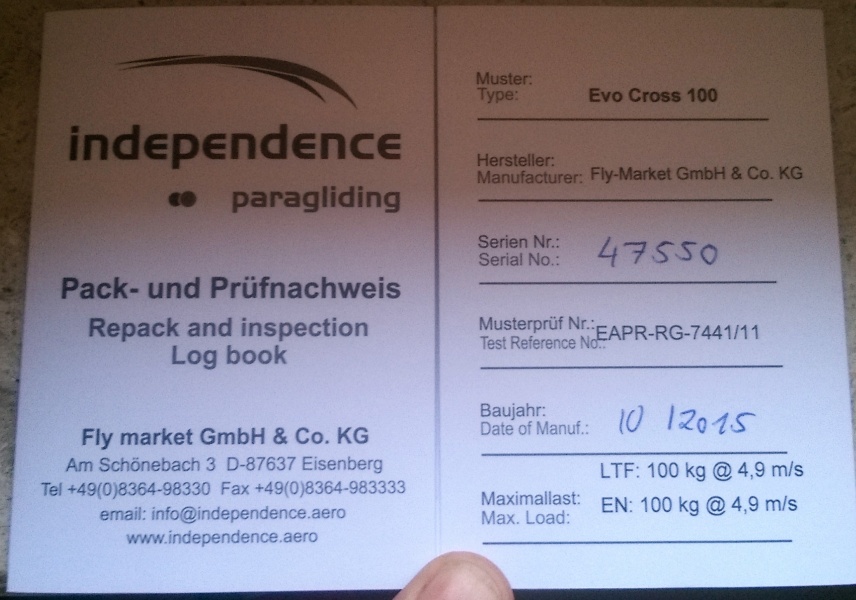 independence
paragliding
Pack- und Prüfnachweis
Repack and inspection
Log book
Fly market GmbH & Co. KG
Am Schönebach 3 D-87637 Eisenberg
Tel +49(0)8364-98330 Fax +49(0)8364-983333
email: info@independence.aero
www.independence.aero
Muster:
Type: Evo Cross 100
Hersteller:
Manufacturer: Fly-Market GmbH & Co. KG
Serien Nr.:
Serial No.: 47550
Musterprüf Nr.:
Test Reference No.: EAPR-RG-7441/11
Baujahr:
Date of Manuf.: 10 / 2015
LTF: 100 kg @ 4,9 m/s
Maximallast: EN: 100 kg @ 4,9 m/s
Max. Load: